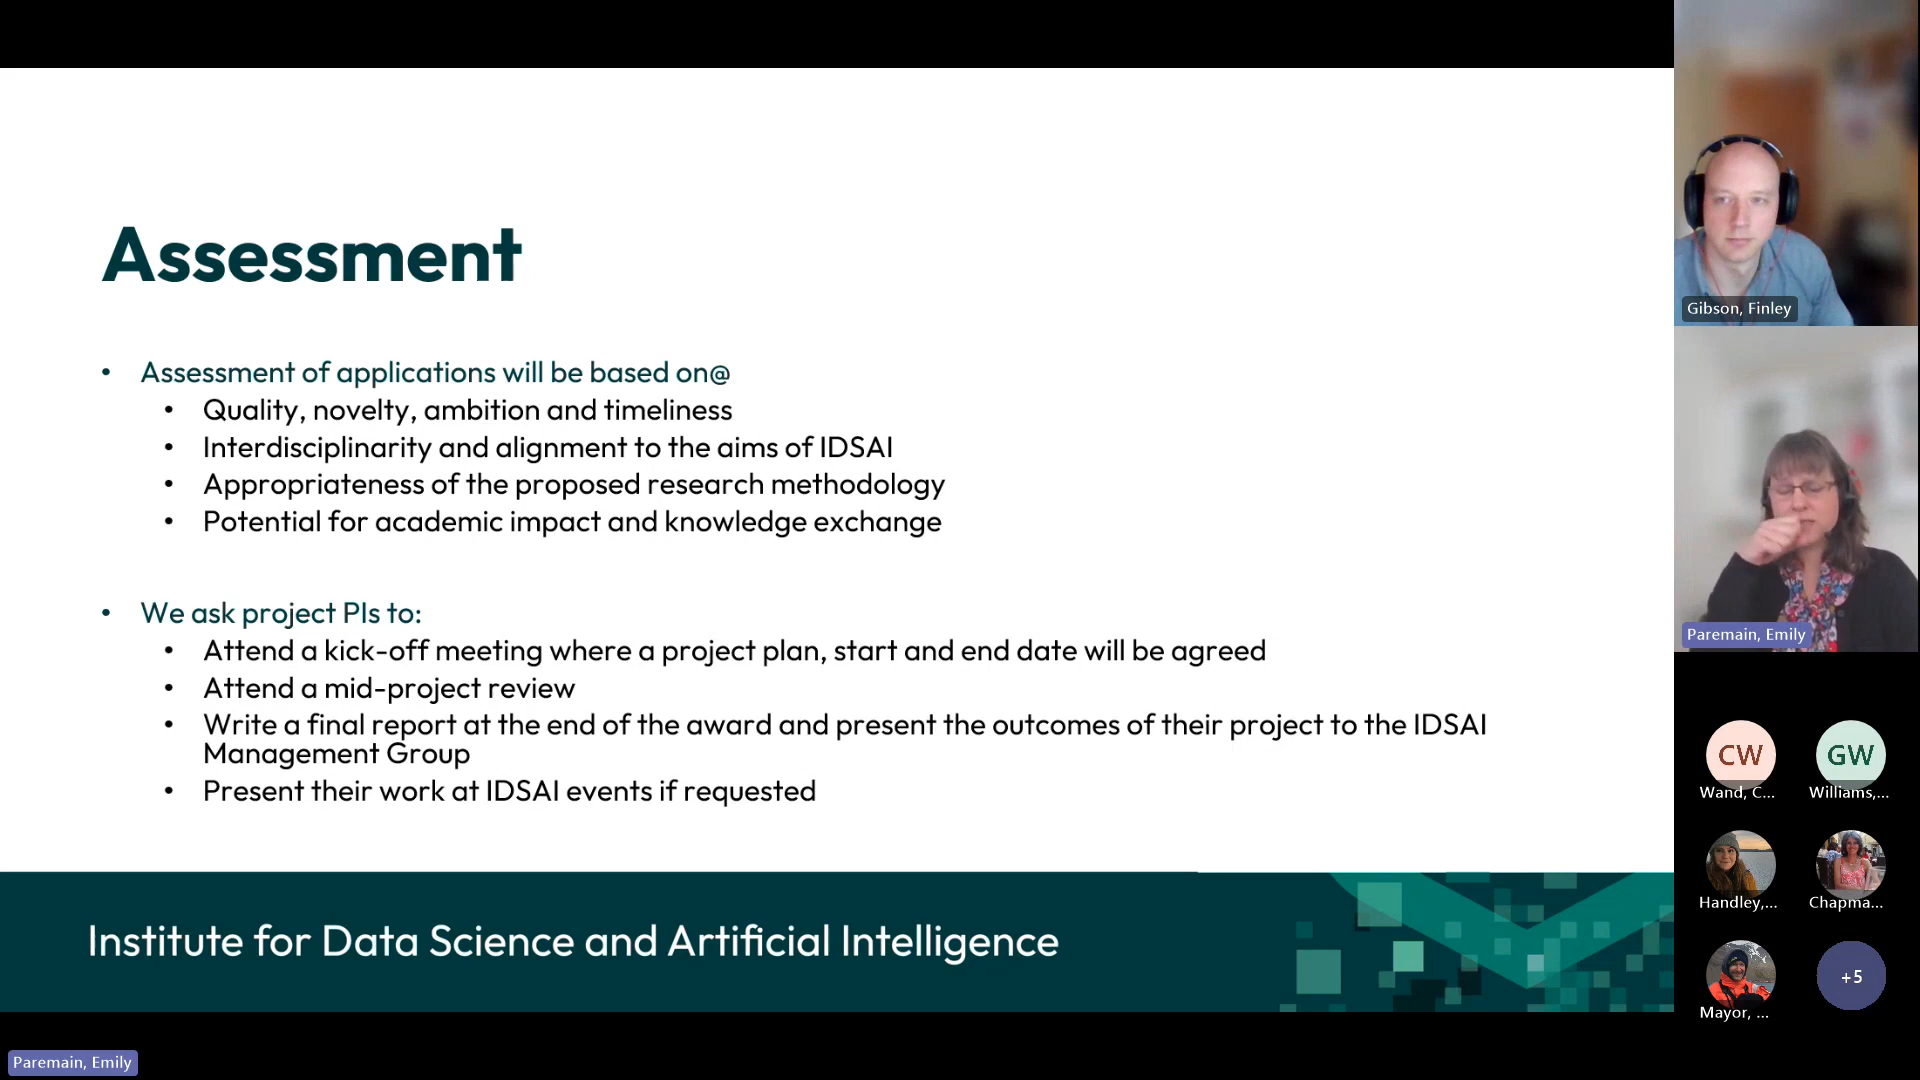 Assessment
• Assessment of applications will be based on@
• Quality, novelty, ambition and timeliness
• Interdisciplinarity and alignment to the aims of IDSAI
• Appropriateness of the proposed research methodology
• Potential for academic impact and knowledge exchange
• We ask project PIs to:
• Attend a kick-off meeting where a project plan, start and end date will be agreed
• Attend a mid-project review
• Write a final report at the end of the award and present the outcomes of their project to the IDSAI
Management Group
• Present their work at IDSAI events if requested
Institute for Data Science and Artificial Intelligence
Paremain, Emily
Gibson, Finley
Paremain, Emily
CW
GW
Wand, C...
Williams,...
Handley,...
Chapma...
Mayor, ...
+5